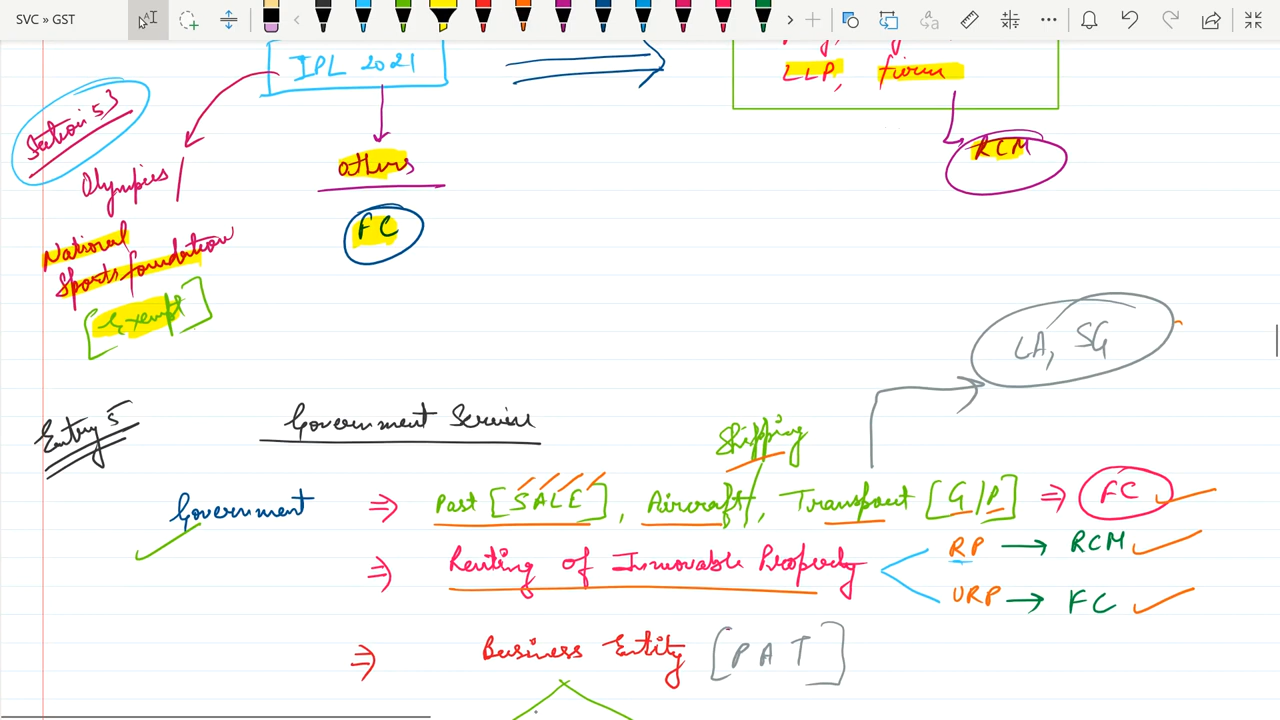 SVC » GST
IPL 2021
LLP, firm
Section 53
Olympics
others
RCM
National
Sports foundation
FC
[Exempt]
LA, SG
Entry 5
Government Service
Shipping
Government ⇒ Post [SALE], Aircraft, Transport [G/P] ⇒ FC
⇒ Renting of Immovable Property
RP → RCM
URP → FC
⇒ Business Entity [PAT]